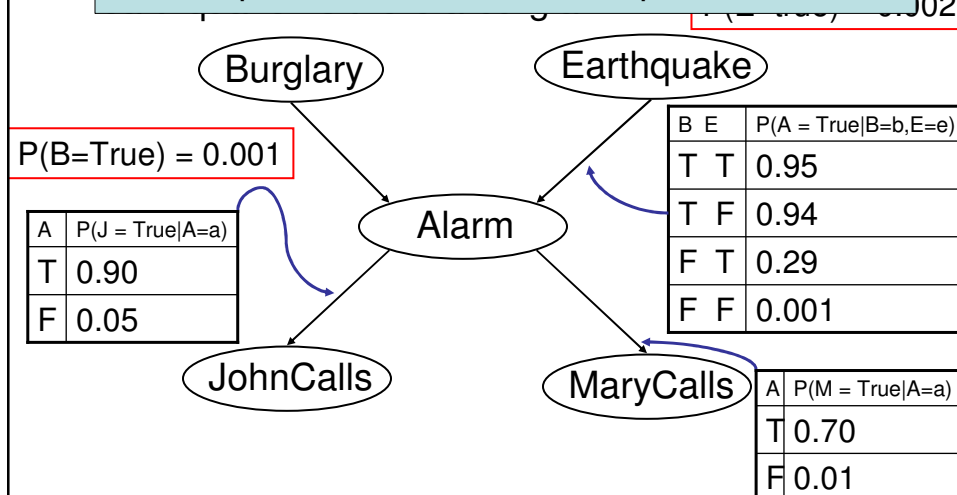 Burglary
Earthquake
P(B=True) = 0.001
B E P(A = True|B=b,E=e)
T T 0.95
T F 0.94
F T 0.29
F F 0.001
Alarm
A P(J = True|A=a)
T 0.90
F 0.05
JohnCalls
MaryCalls
A P(M = True|A=a)
T 0.70
F 0.01